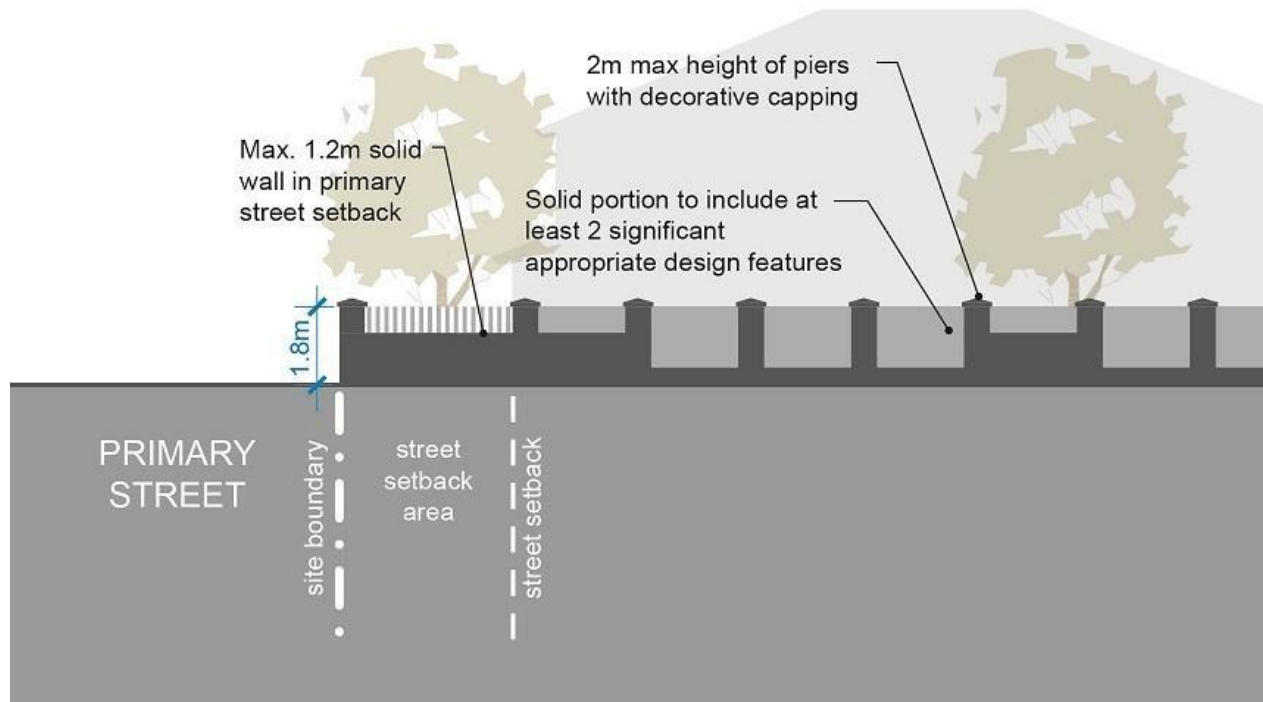 2m max height of piers
with decorative capping
Max. 1.2m solid
wall in primary
street setback
Solid portion to include at
least 2 significant
appropriate design features
1.8m
PRIMARY
STREET
site boundary
street
setback
area
street setback